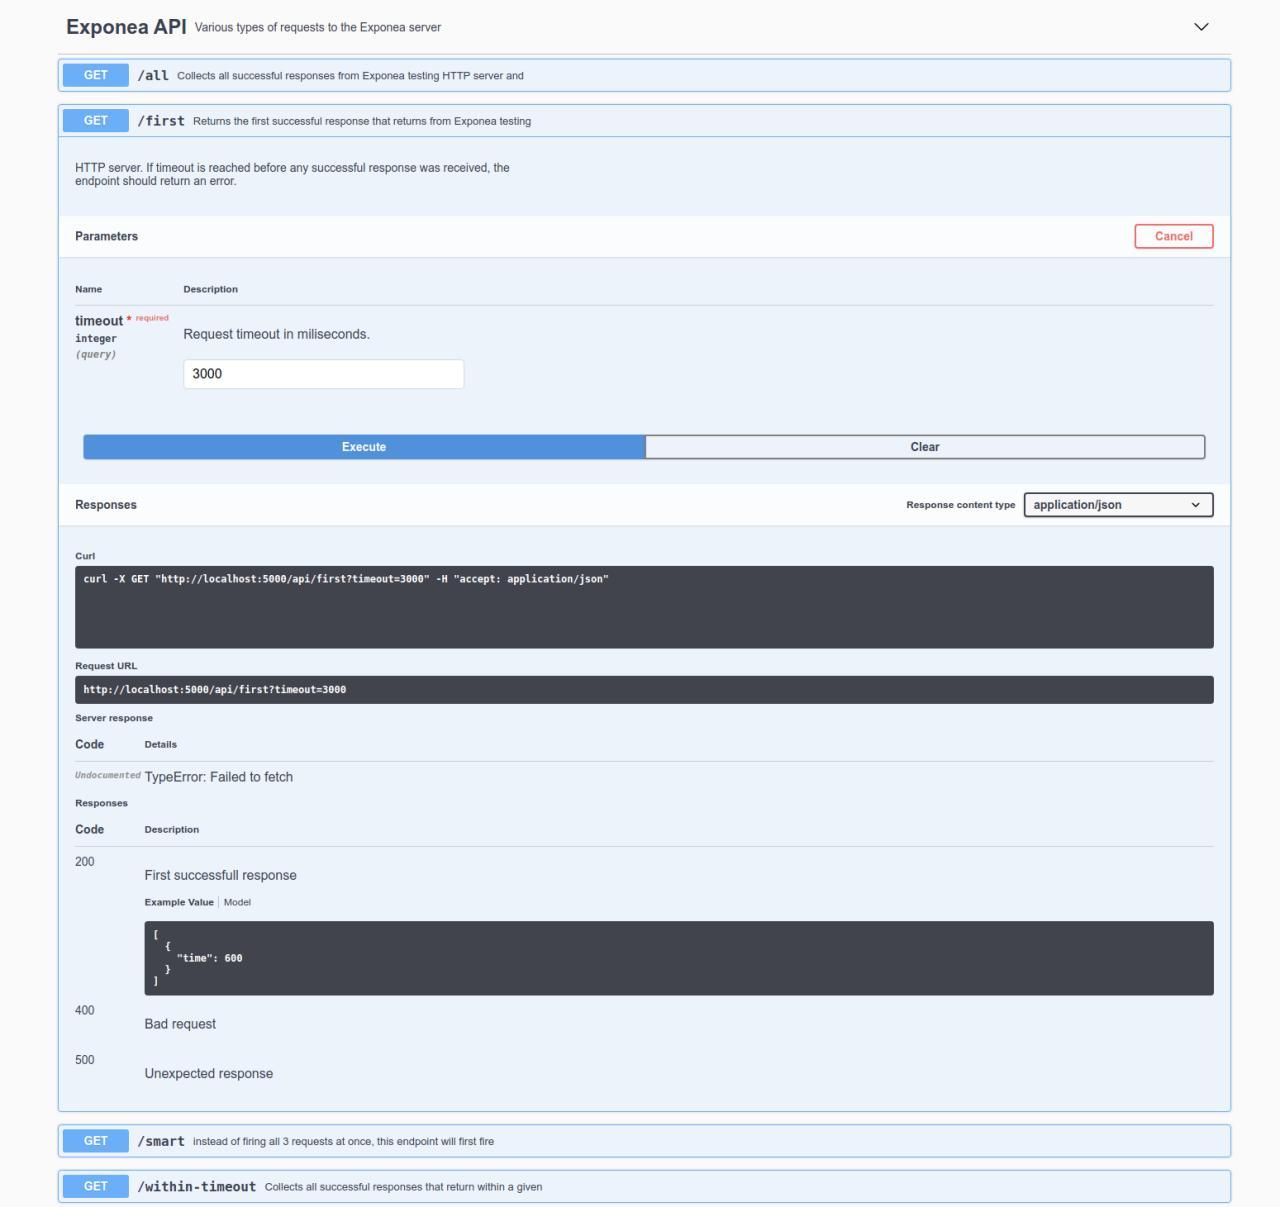 Exponea API Various types of requests to the Exponea server
GET /all Collects all successful responses from Exponea testing HTTP server and
GET /first Returns the first successful response that returns from Exponea testing
HTTP server. If timeout is reached before any successful response was received, the
endpoint should return an error.
Parameters Cancel
Name Description
timeout * required
integer
(query)
Request timeout in miliseconds.
3000
Execute Clear
Responses Response content type application/json
Curl
curl -X GET "http://localhost:5000/api/first?timeout=3000" -H "accept: application/json"
Request URL
http://localhost:5000/api/first?timeout=3000
Server response
Code Details
Undocumented TypeError: Failed to fetch
Responses
Code Description
200
First successfull response
Example Value Model
[
{
"time": 600
}
]
400
Bad request
500
Unexpected response
GET /smart instead of firing all 3 requests at once, this endpoint will first fire
GET /within-timeout Collects all successful responses that return within a given